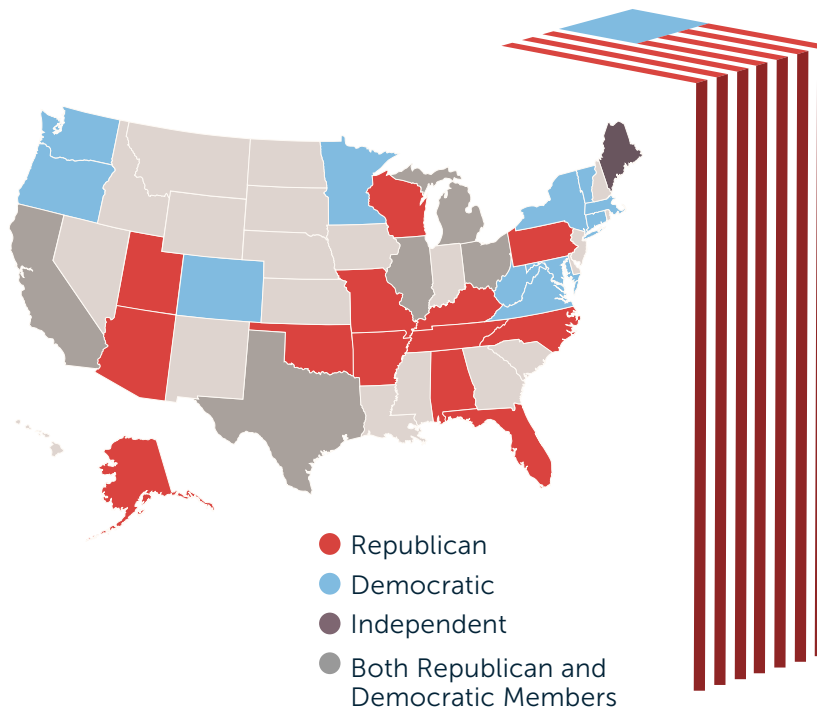 Republican
Democratic
Independent
Both Republican and
Democratic Members